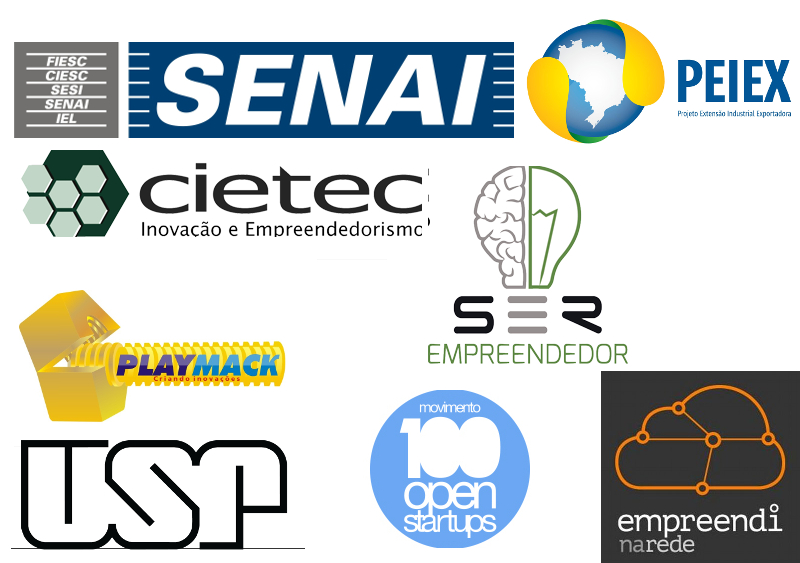 FIESC
CIESC
SESI
SENAI
IEL
SENAI
PEIEX
Projeto Extensão Industrial Exportadora
cietec
Inovação e Empreendedorismo
SER
EMPREENDEDOR
PLAYMACK
Criando Inovações
USP
movimento
100
open
startups
empreendi
narede